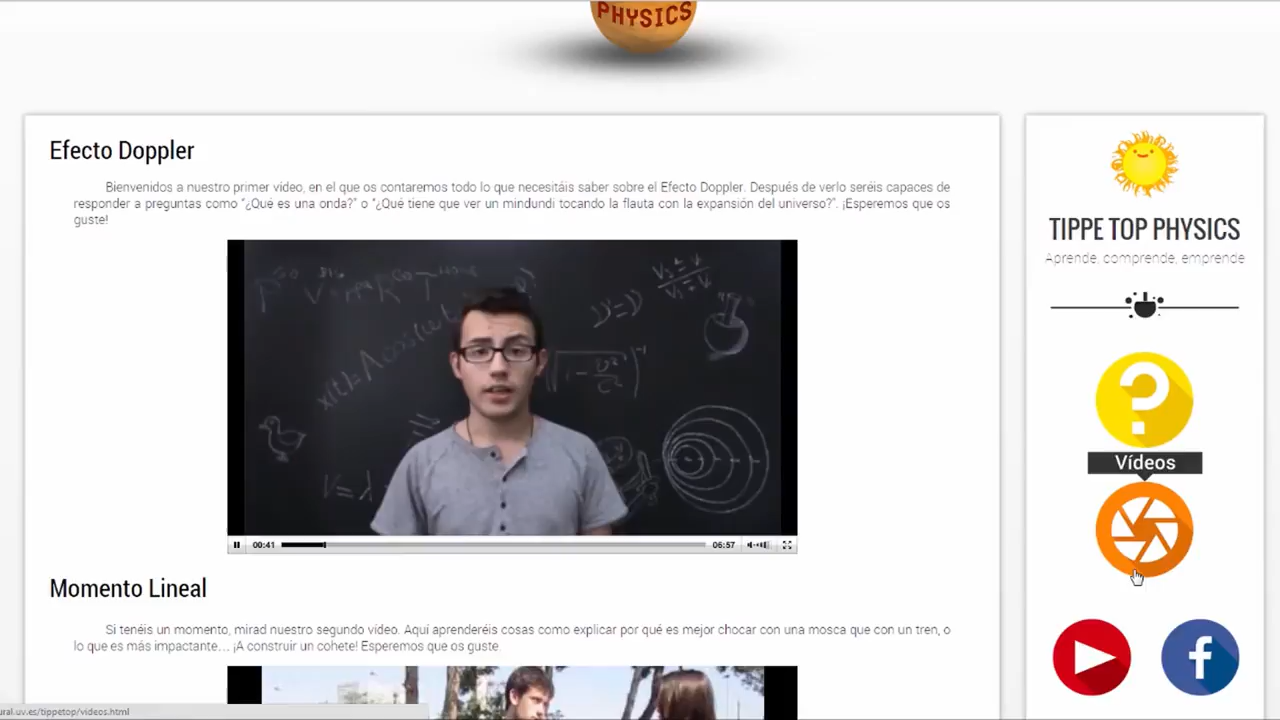 PHYSICS
Efecto Doppler
Bienvenidos a nuestro primer video, en el que os contaremos todo lo que necesitáis saber sobre el Efecto Doppler. Después de verlo seréis capaces de
responder a preguntas como “¿Qué es una onda?” o “¿Qué tiene que ver un mindundi tocando la flauta con la expansión del universo?”. ¡Esperemos que os
guste!
00:41
06:57
Momento Lineal
Si tenéis un momento, mirad nuestro segundo vídeo. Aquí aprenderéis cosas como explicar por qué es mejor chocar con una mosca que con un tren, o
lo que es más impactante... ¡A construir un cohete! Esperemos que os guste.
TIPPE TOP PHYSICS
Aprende, comprende, emprende
?
Vídeos
f
ural.uv.es/tippetop/videos.html